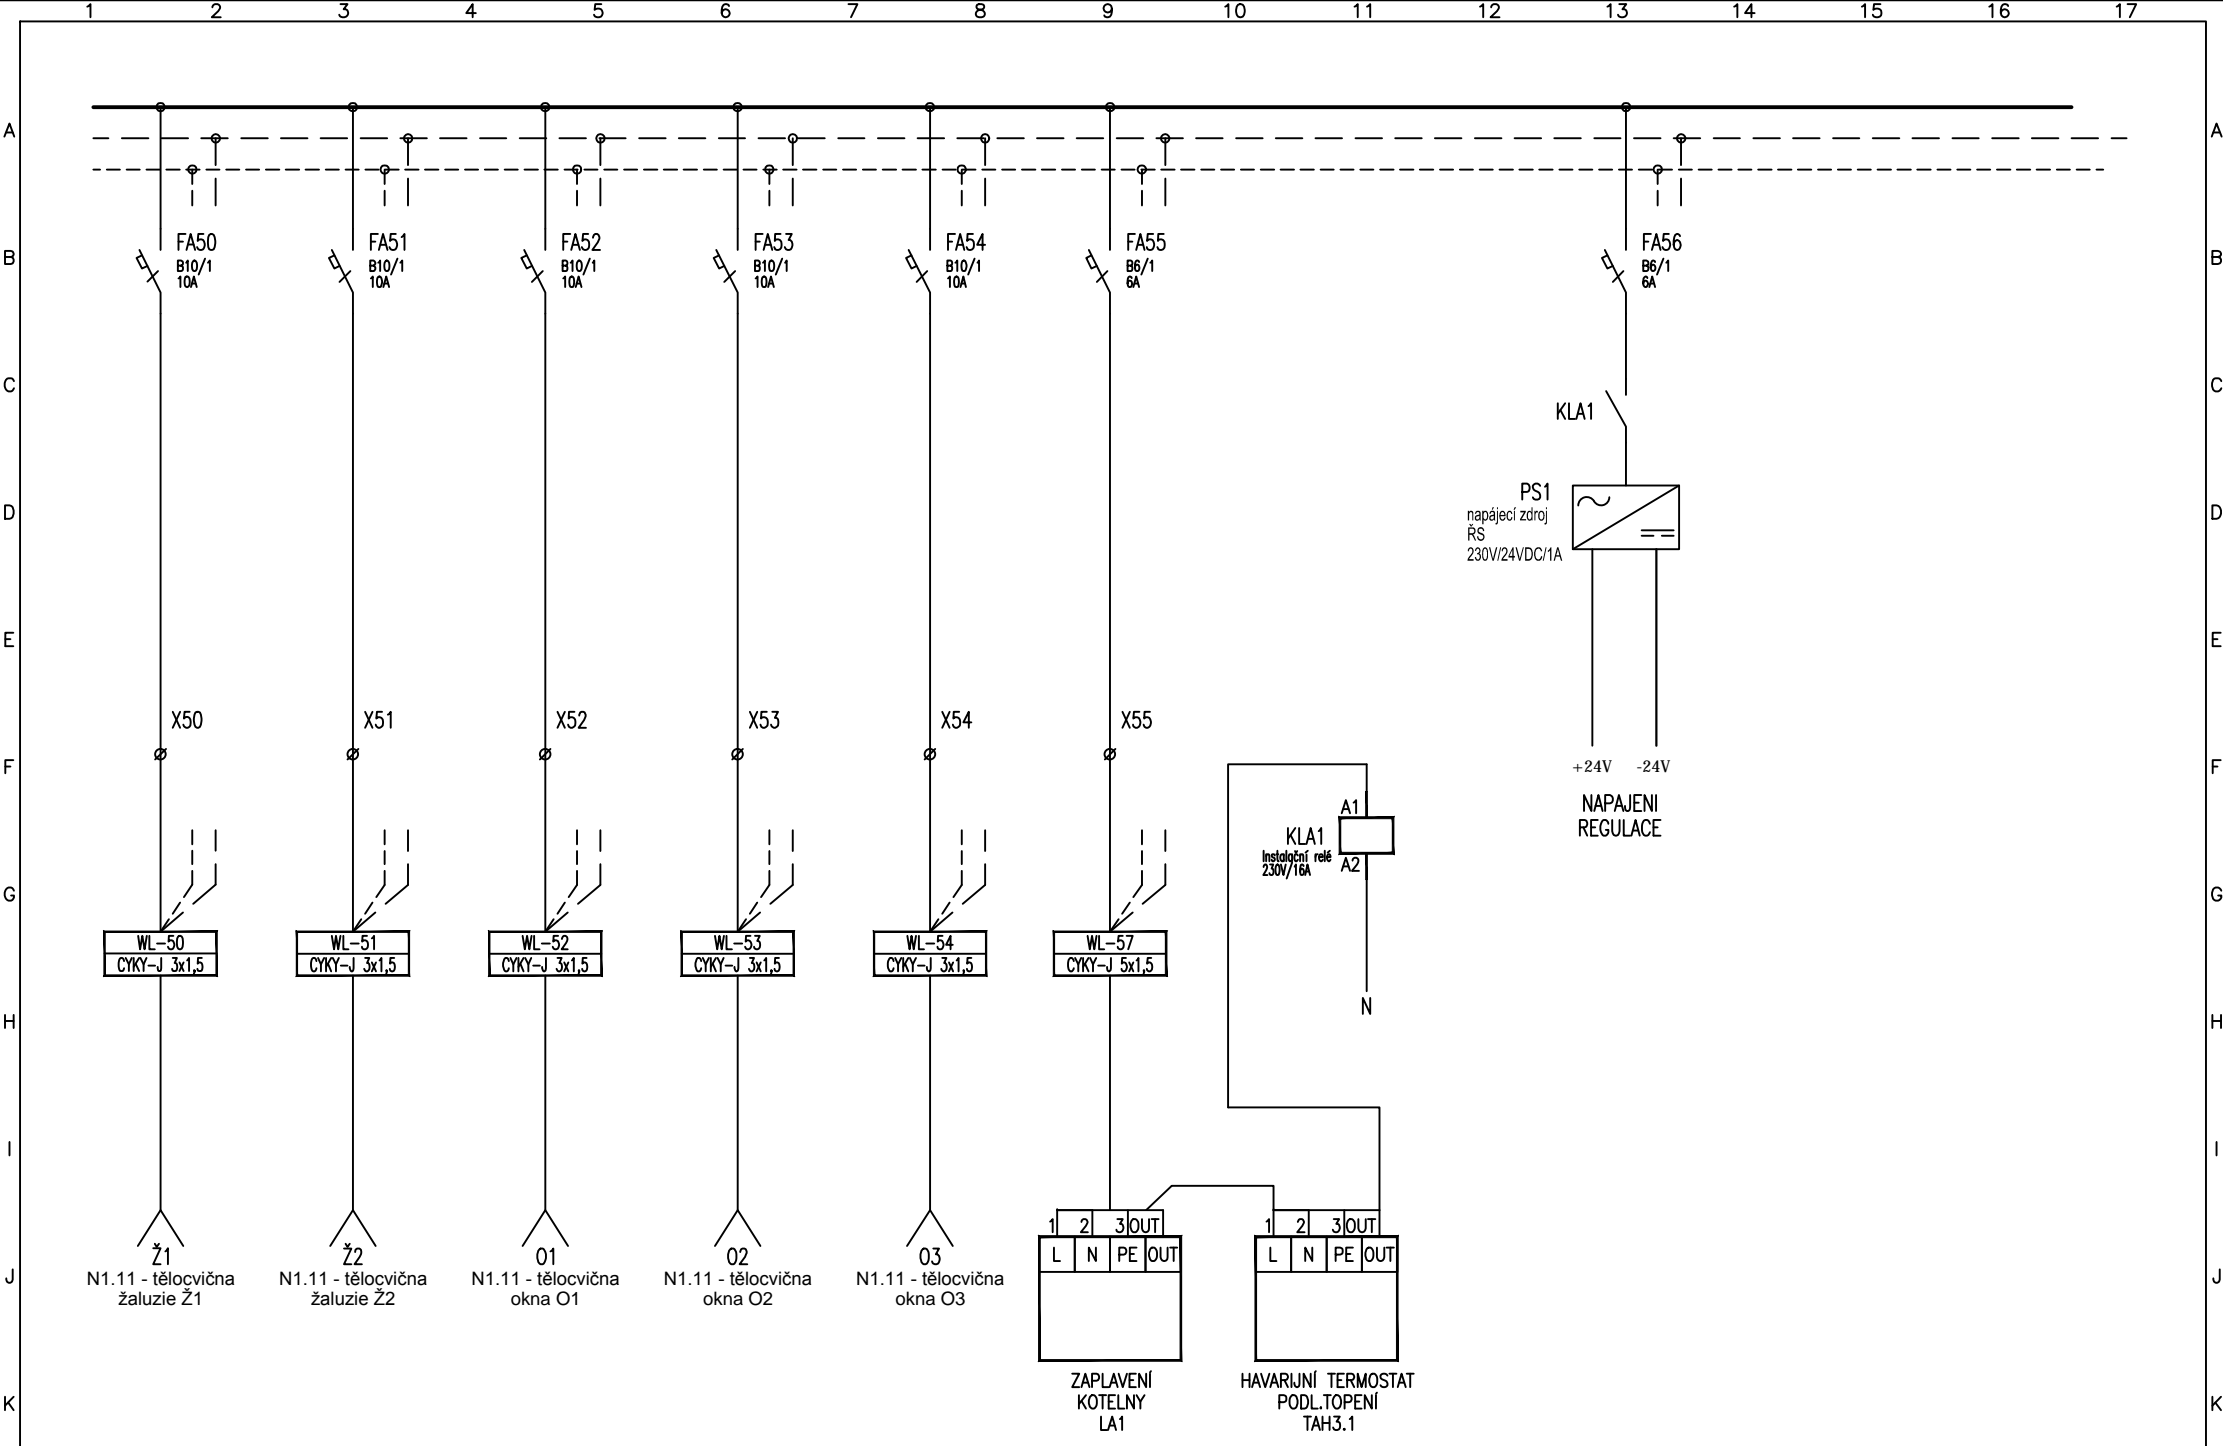 1 2 3 4 5 6 7 8 9 10 11 12 13 14 15 16 17
A A
FA50 FA51 FA52 FA53 FA54 FA55 FA56
B B10/1 B10/1 B10/1 B10/1 B10/1 B6/1 B6/1 B
10A 10A 10A 10A 10A 6A 6A
C C
KLA1
PS1
D napájecí zdroj D
ŘS
230V/24VDC/1A
E E
X50 X51 X52 X53 X54 X55
F +24V -24V F
NAPAJENI
REGULACE
A1
KLA1
Instalační relé
230V/16A
A2
G G
WL-50 WL-51 WL-52 WL-53 WL-54 WL-57
CYKY-J 3x1,5 CYKY-J 3x1,5 CYKY-J 3x1,5 CYKY-J 3x1,5 CYKY-J 3x1,5 CYKY-J 5x1,5
N
H H
I I
1 2 3 OUT 1 2 3 OUT
L N PE OUT L N PE OUT
Ž1 Ž2 O1 O2 O3
J N1.11 - tělocvična N1.11 - tělocvična N1.11 - tělocvična N1.11 - tělocvična N1.11 - tělocvična J
žaluzie Ž1 žaluzie Ž2 okna O1 okna O2 okna O3
ZAPLAVENÍ HAVARIJNÍ TERMOSTAT
K KOTELNY PODL.TOPENÍ K
LA1 TAH3.1